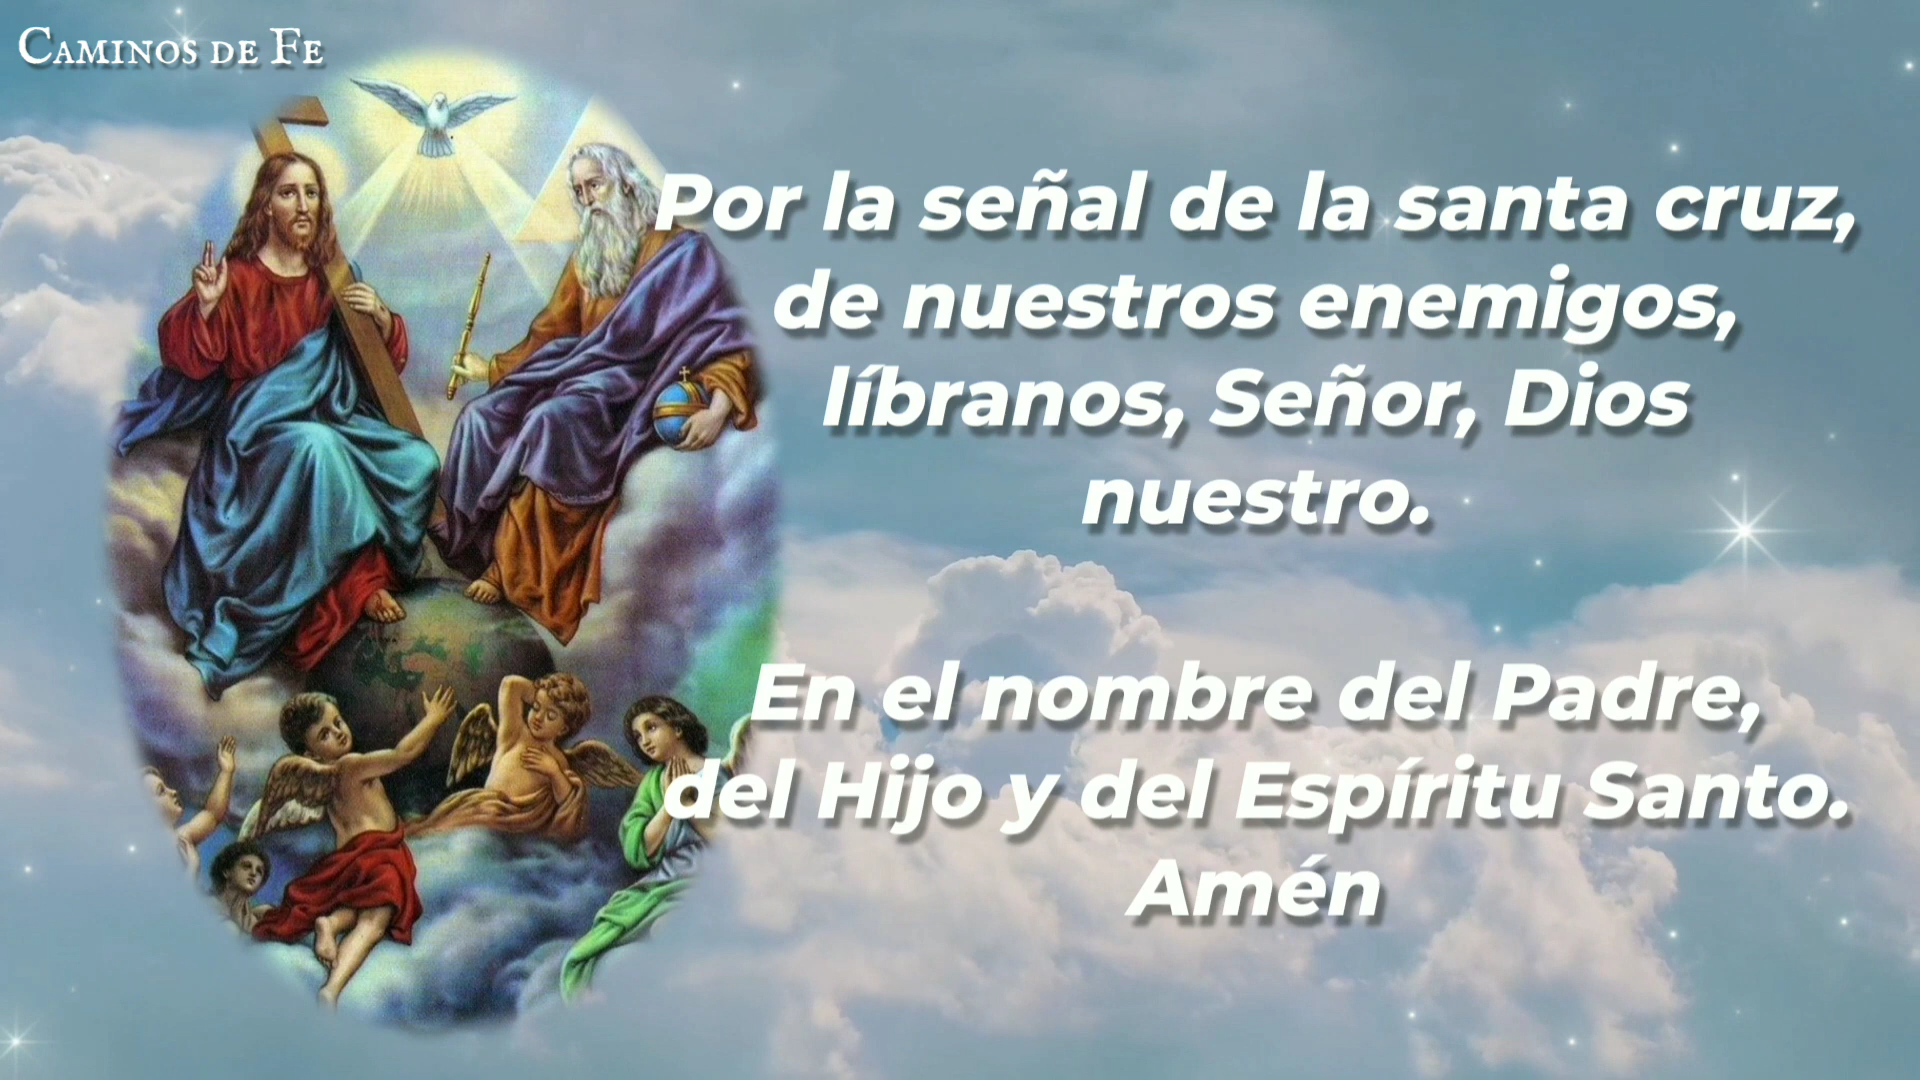 Caminos de Fe
Por la señal de la santa cruz,
de nuestros enemigos,
líbranos, Señor, Dios
nuestro.
En el nombre del Padre,
del Hijo y del Espíritu Santo.
Amén